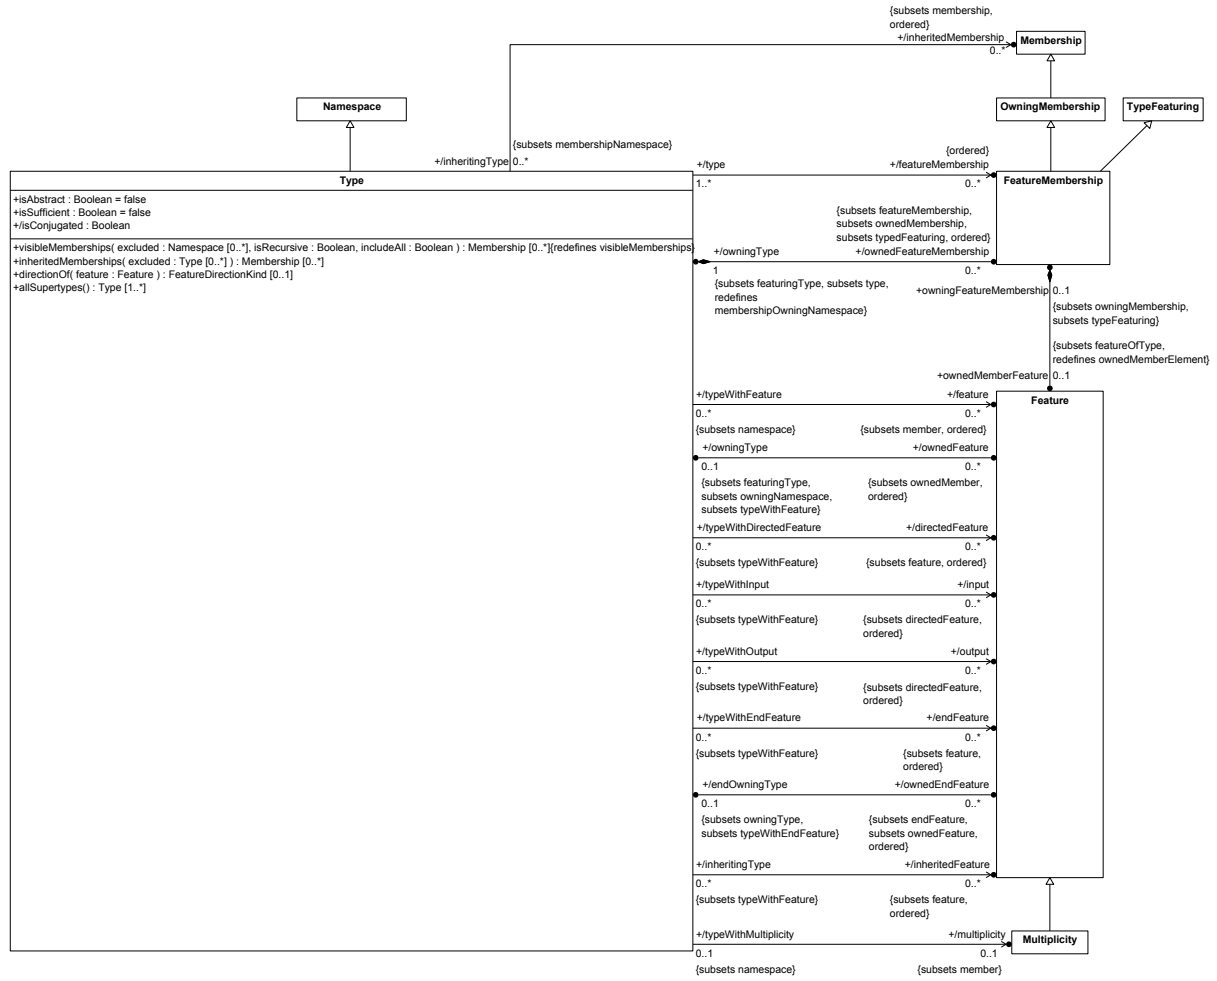 {subsets membership,
ordered}
+/inheritedMembership
0..*
Membership
Namespace
OwningMembership
TypeFeaturing
{subsets membershipNamespace}
+/inheritingType 0..*
Type
+isAbstract : Boolean = false
+isSufficient : Boolean = false
+/isConjugated : Boolean
+visibleMemberships( excluded : Namespace [0..*], isRecursive : Boolean, includeAll : Boolean ) : Membership [0..*]{redefines visibleMemberships}
+inheritedMemberships( excluded : Type [0..*] ) : Membership [0..*]
+directionOf( feature : Feature ) : FeatureDirectionKind [0..1]
+allSupertypes() : Type [1..*]
{ordered}
+/type +/featureMembership
1..* 0..*
FeatureMembership
{subsets featureMembership,
subsets ownedMembership,
subsets typedFeaturing, ordered}
+/owningType +/ownedFeatureMembership
1 0..*
{subsets featuringType, subsets type,
redefines
membershipOwningNamespace}
+owningFeatureMembership 0..1
{subsets owningMembership,
subsets typeFeaturing}
{subsets featureOfType,
redefines ownedMemberElement}
+ownedMemberFeature 0..1
Feature
+/typeWithFeature +/feature
0..* 0..*
{subsets namespace} {subsets member, ordered}
+/owningType +/ownedFeature
0..1 0..*
{subsets featuringType, {subsets ownedMember,
subsets owningNamespace, ordered}
subsets typeWithFeature}
+/typeWithDirectedFeature +/directedFeature
0..* 0..*
{subsets typeWithFeature} {subsets feature, ordered}
+/typeWithInput +/input
0..* 0..*
{subsets typeWithFeature} {subsets directedFeature,
ordered}
+/typeWithOutput +/output
0..* 0..*
{subsets typeWithFeature} {subsets directedFeature,
ordered}
+/typeWithEndFeature +/endFeature
0..* 0..*
{subsets typeWithFeature} {subsets feature,
ordered}
+/endOwningType +/ownedEndFeature
0..1 0..*
{subsets owningType, {subsets endFeature,
subsets typeWithEndFeature} subsets ownedFeature,
ordered}
+/inheritingType +/inheritedFeature
0..* 0..*
{subsets typeWithFeature} {subsets feature,
ordered}
+/typeWithMultiplicity +/multiplicity
0..1 0..1
{subsets namespace} {subsets member}
Multiplicity